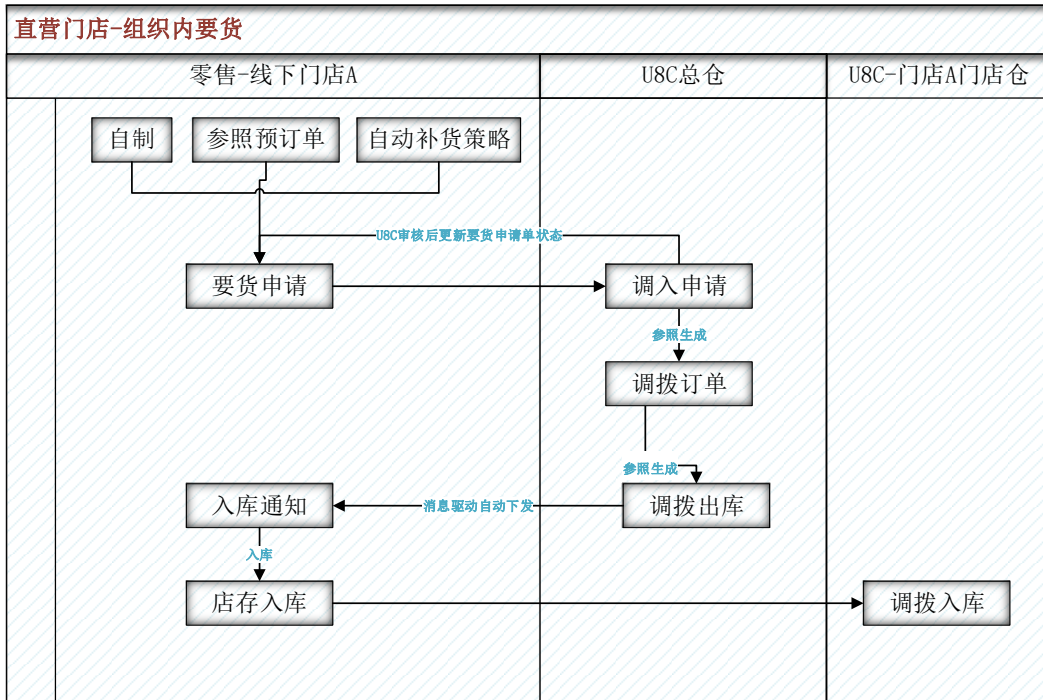 直营门店-组织内要货
零售-线下门店A
U8C总仓
U8C-门店A门店仓
自制
参照预订单
自动补货策略
U8C审核后更新要货申请单状态
要货申请
调入申请
参照生成
调拨订单
参照生成
入库通知
消息驱动自动下发
调拨出库
入库
店存入库
调拨入库